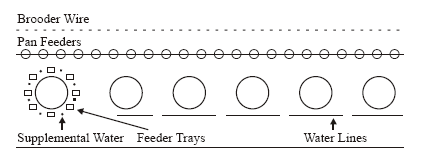 Brooder Wire
Pan Feeders
Supplemental Water Feeder Trays Water Lines